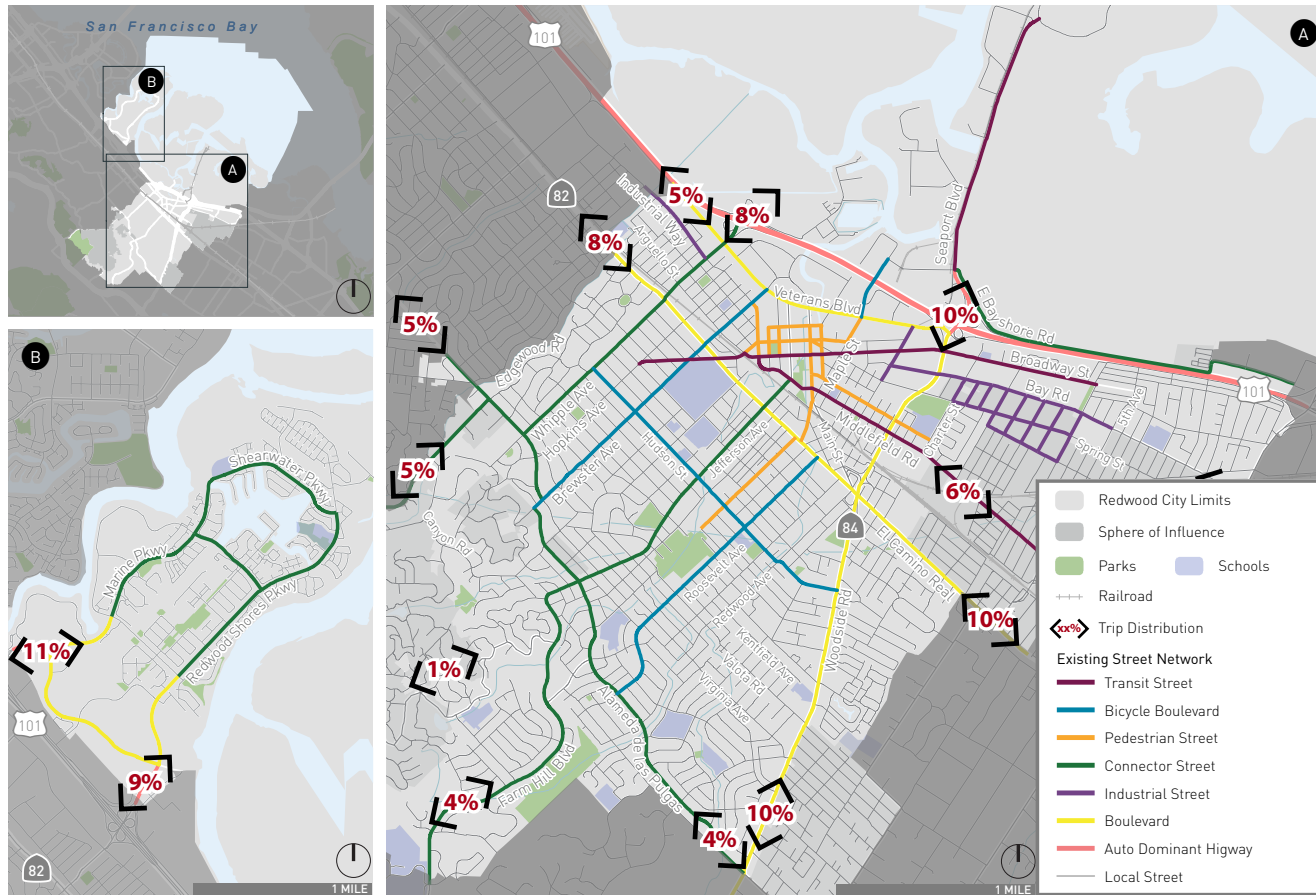 San Francisco Bay
B
A
B
Shearwater Pkwy
Marine Pkwy
Redwood Shores Pkwy
11%
101
9%
82
1 MILE
A
101
82
Industrial Way
Arguello St
5%
8%
8%
Seaport Blvd
E Bayshore Rd
10%
Veterans Blvd
5%
Edgewood Rd
Broadway St
Maple St
Bay Rd
5th Ave
101
Whipple Ave
Hopkins Ave
Brewster Ave
Hudson St
Jefferson Ave
Main St
Middlefield Rd
Charter St
Spring St
5%
6%
Canyon Rd
84
El Camino Real
Roosevelt Ave
Redwood Ave
10%
Kentfield Ave
Valota Rd
Virginia Ave
Woodside Rd
1%
Alameda de las Pulgas
Farm Hill Blvd
4%
4%
10%
1 MILE
Redwood City Limits
Sphere of Influence
Parks
Schools
Railroad
xx% Trip Distribution
Existing Street Network
Transit Street
Bicycle Boulevard
Pedestrian Street
Connector Street
Industrial Street
Boulevard
Auto Dominant Higway
Local Street